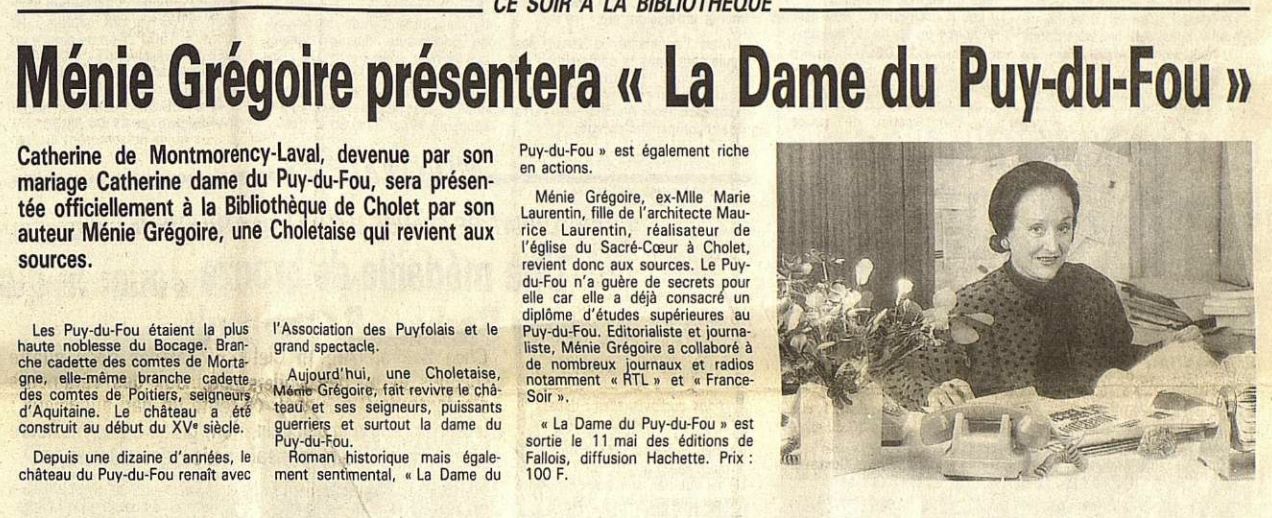 CE SOIR A LA BIBLIOTHEQUE
Ménie Grégoire présentera « La Dame du Puy-du-Fou »
Catherine de Montmorency-Laval, devenue par son
mariage Catherine dame du Puy-du-Fou, sera présen-
tée officiellement à la Bibliothèque de Cholet par son
auteur Ménie Grégoire, une Choletaise qui revient aux
sources.
Les Puy-du-Fou étaient la plus
haute noblesse du Bocage. Bran-
che cadette des comtes de Morta-
gne, elle-même branche cadette
des comtes de Poitiers, seigneurs
d'Aquitaine. Le château a été
construit au début du XVe siècle.
Depuis une dizaine d'années, le
château du Puy-du-Fou renaît avec
l'Association des Puyfolais et le
grand spectacle.
Aujourd'hui, une Choletaise,
Ménie Grégoire, fait revivre le châ-
teau et ses seigneurs, puissants
guerriers et surtout la dame du
Puy-du-Fou.
Roman historique mais égale-
ment sentimental, « La Dame du
Puy-du-Fou » est également riche
en actions.
Ménie Grégoire, ex-Mlle Marie
Laurentin, fille de l'architecte Mau-
rice Laurentin, réalisateur de
l'église du Sacré-Cœur à Cholet,
revient donc aux sources. Le Puy-
du-Fou n'a guère de secrets pour
elle car elle a déjà consacré un
diplôme d'études supérieures au
Puy-du-Fou. Editorialiste et journa-
liste, Ménie Grégoire a collaboré à
de nombreux journaux et radios
notamment « RTL » et « France-
Soir ».
« La Dame du Puy-du-Fou » est
sortie le 11 mai des éditions de
Fallois, diffusion Hachette. Prix :
100 F.